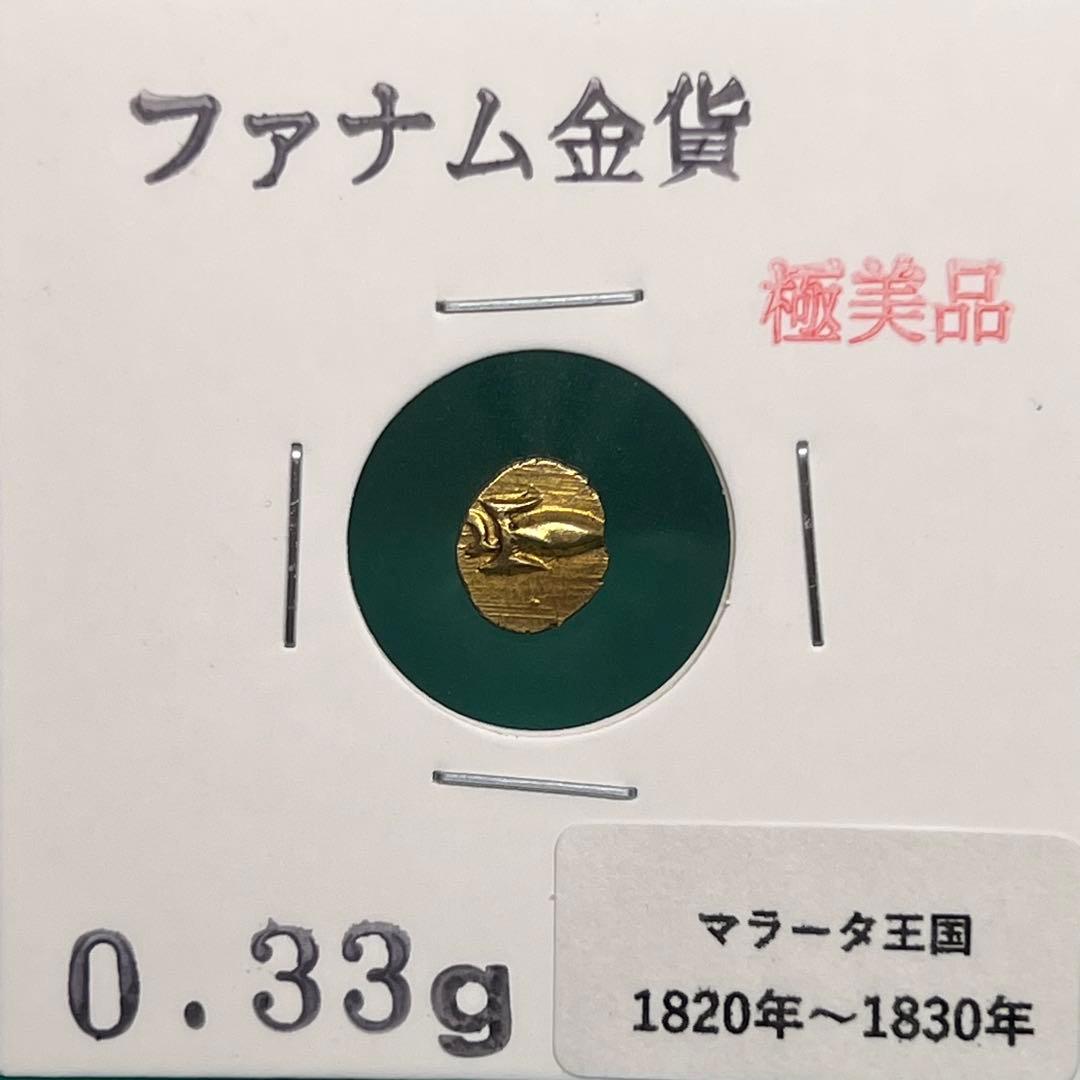 ファナム金貨
極美品
0.33g
マラータ王国
1820年～1830年